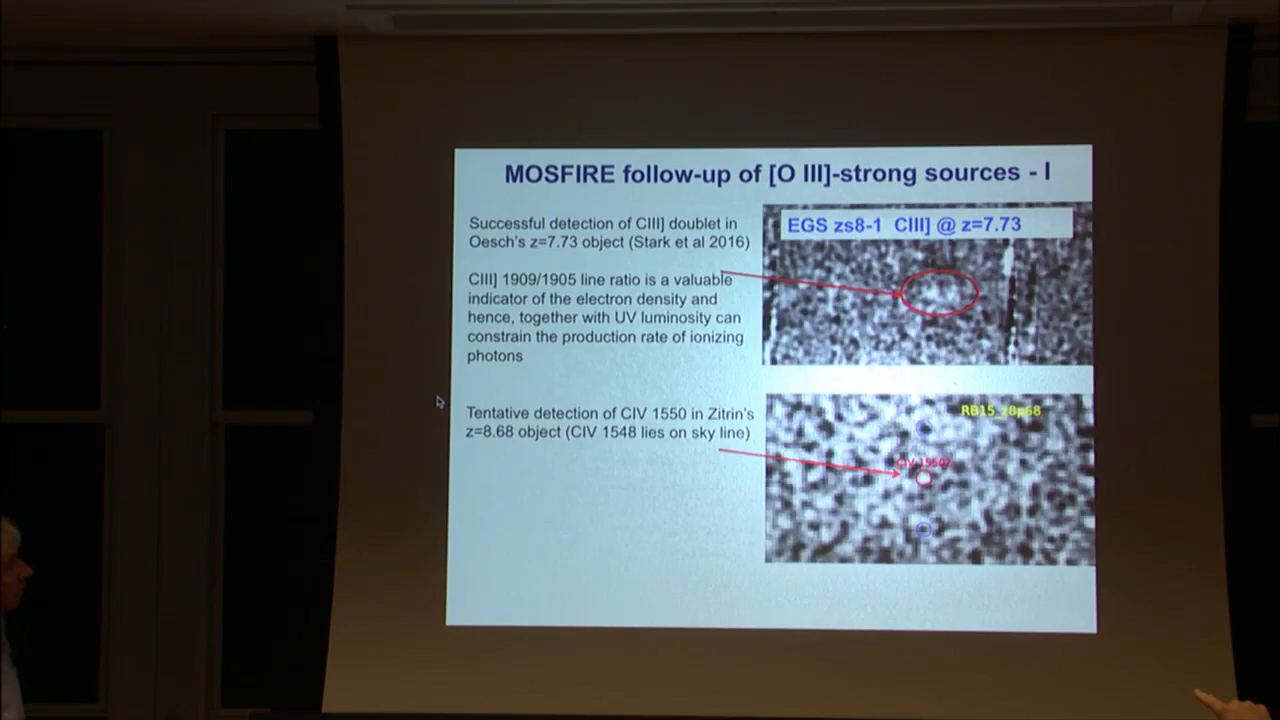 MOSFIRE follow-up of [O III]-strong sources - I
Successful detection of CIII] doublet in
Oesch's z=7.73 object (Stark et al 2016)
CIII] 1909/1905 line ratio is a valuable
indicator of the electron density and
hence, together with UV luminosity can
constrain the production rate of ionizing
photons
Tentative detection of CIV 1550 in Zitrin's
z=8.68 object (CIV 1548 lies on sky line)
EGS zs8-1 CIII] @ z=7.73
RB15_z8p68
CIV 1550?